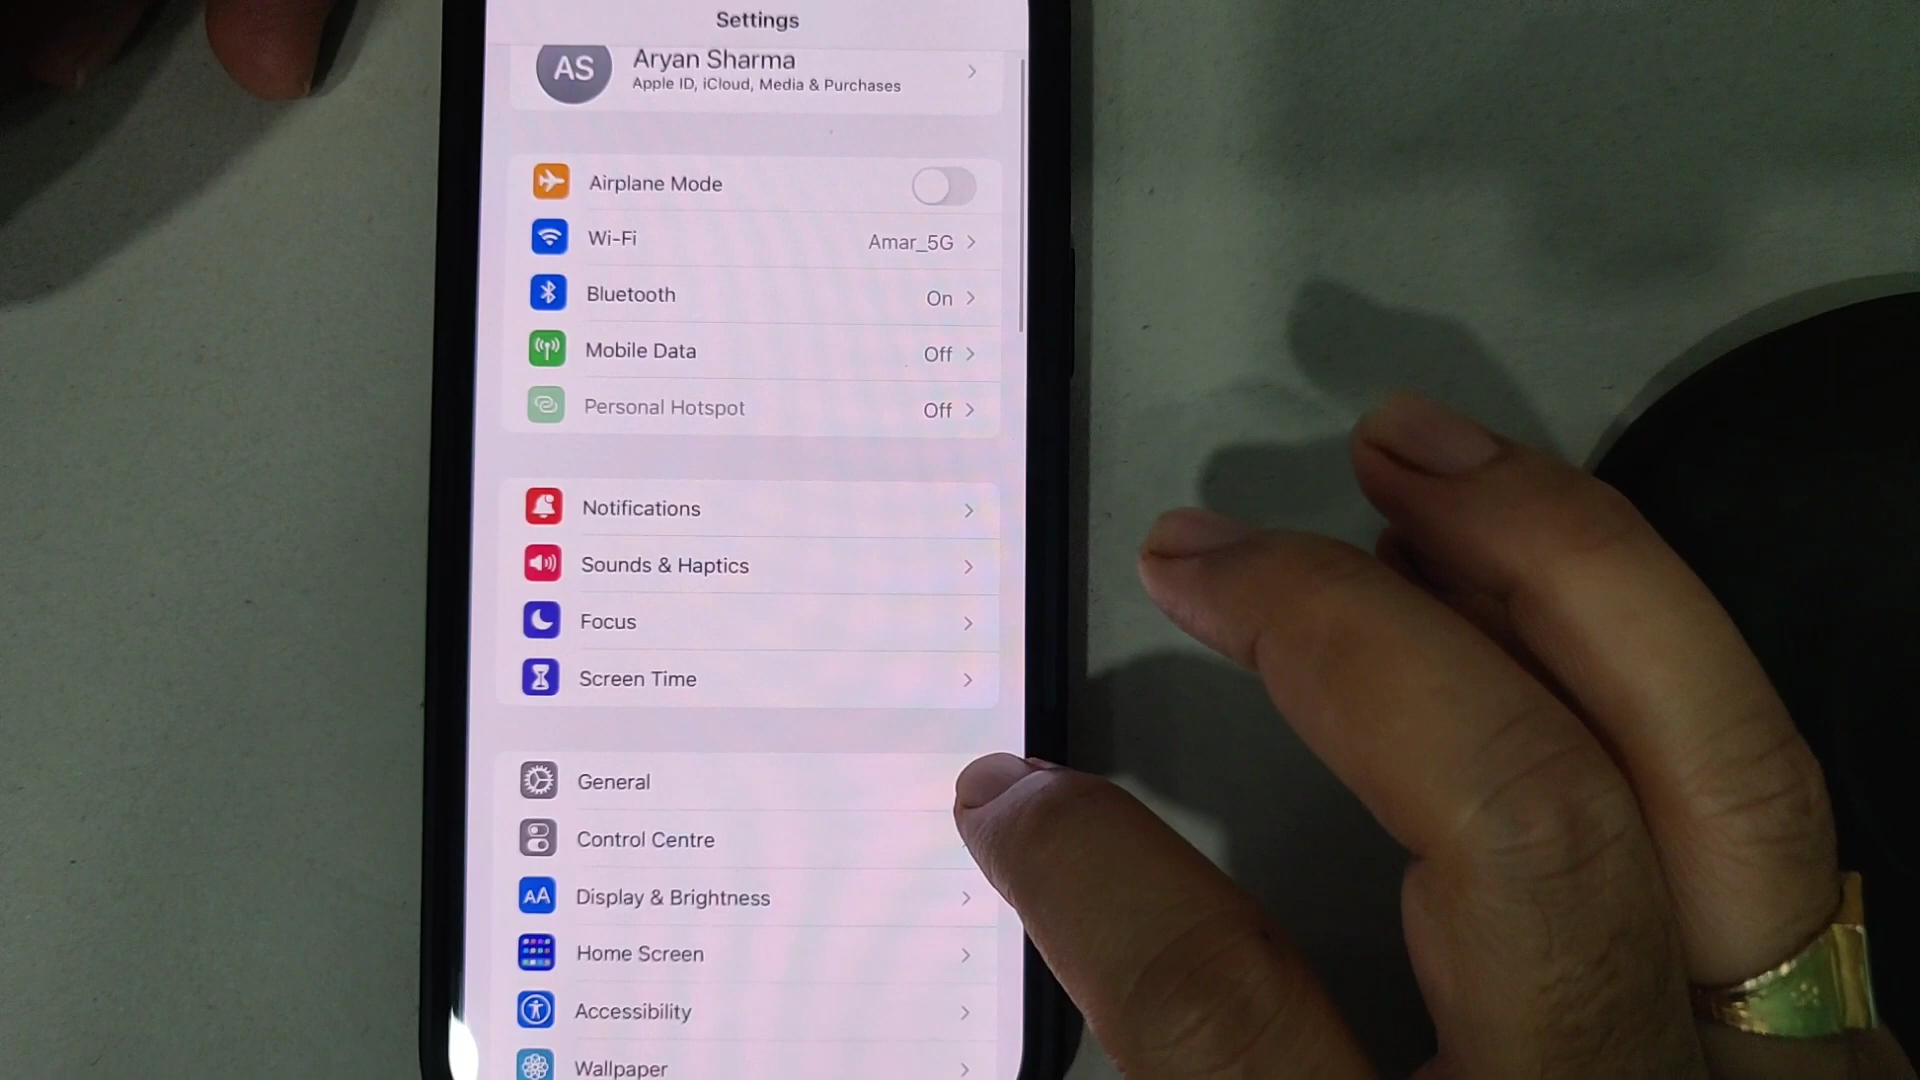 Settings
AS
Aryan Sharma
Apple ID, iCloud, Media & Purchases
Airplane Mode
Wi-Fi Amar_5G
Bluetooth On
Mobile Data Off
Personal Hotspot Off
Notifications
Sounds & Haptics
Focus
Screen Time
General
Control Centre
AA Display & Brightness
Home Screen
Accessibility
Wallpaper